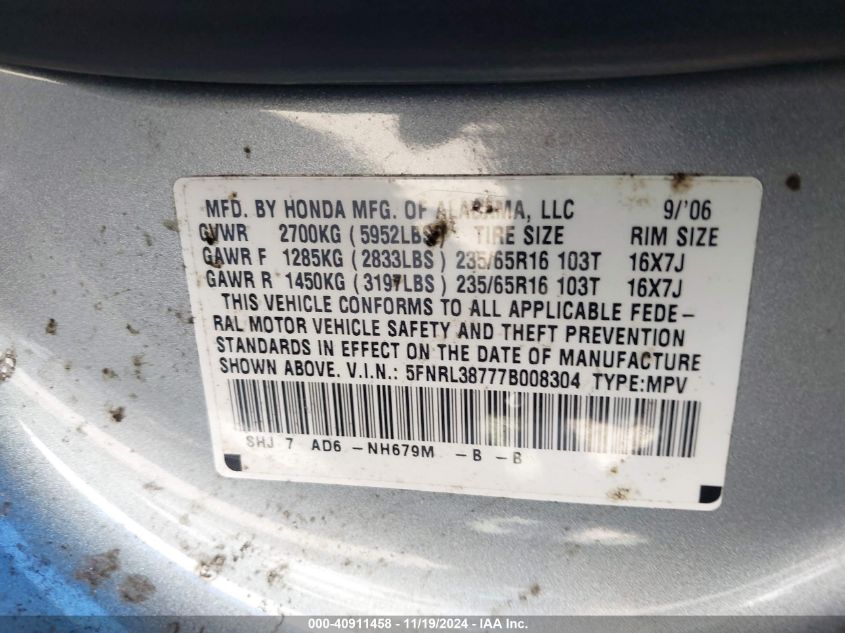 MFD. BY HONDA MFG. OF ALABAMA, LLC 9/'06
GVWR 2700KG (5952LBS) TIRE SIZE RIM SIZE
GAWR F 1285KG (2833LBS) 235/65R16 103T 16X7J
GAWR R 1450KG (3197LBS) 235/65R16 103T 16X7J
THIS VEHICLE CONFORMS TO ALL APPLICABLE FEDE-
RAL MOTOR VEHICLE SAFETY AND THEFT PREVENTION
STANDARDS IN EFFECT ON THE DATE OF MANUFACTURE
SHOWN ABOVE. V.I.N.: 5FNRL38777B008304 TYPE:MPV
SHJ 7 AD6 -NH679M -B -B
000-40911458 - 11/19/2024 - IAA Inc.